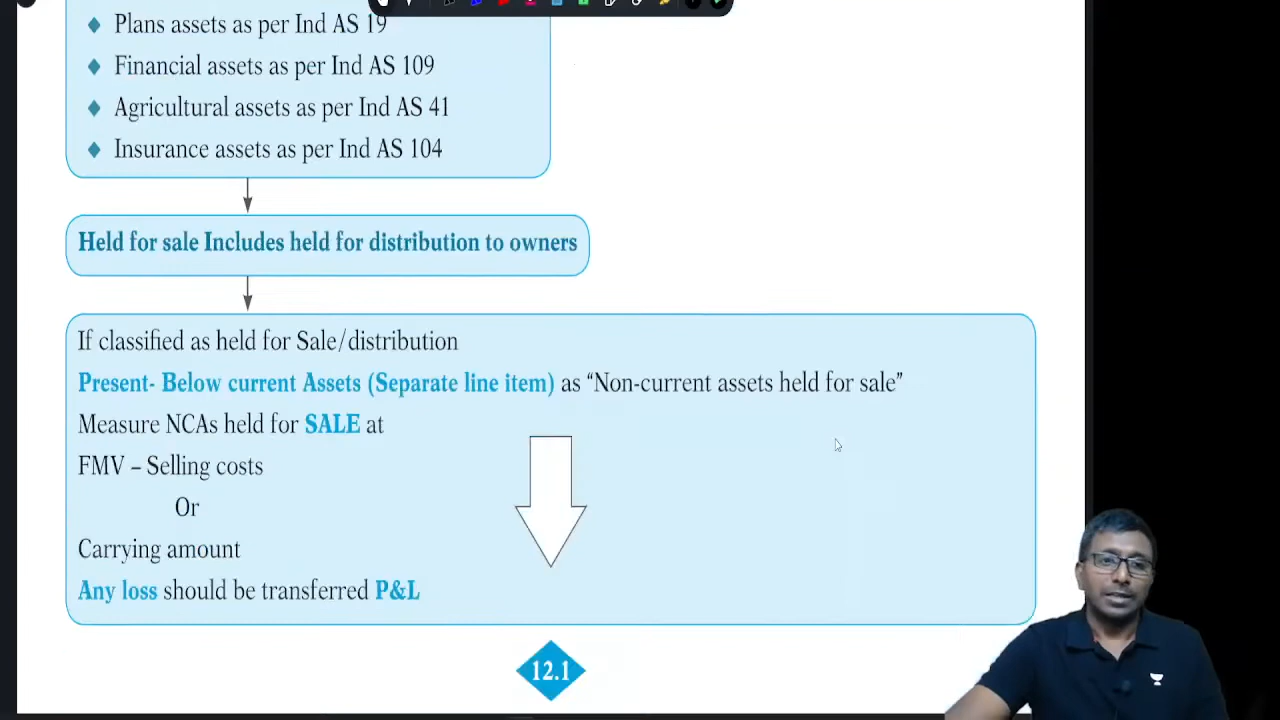 Plans assets as per Ind AS 19
Financial assets as per Ind AS 109
Agricultural assets as per Ind AS 41
Insurance assets as per Ind AS 104
Held for sale Includes held for distribution to owners
If classified as held for Sale/distribution
Present- Below current Assets (Separate line item) as “Non-current assets held for sale”
Measure NCAs held for SALE at
FMV – Selling costs
Or
Carrying amount
Any loss should be transferred P&L
12.1